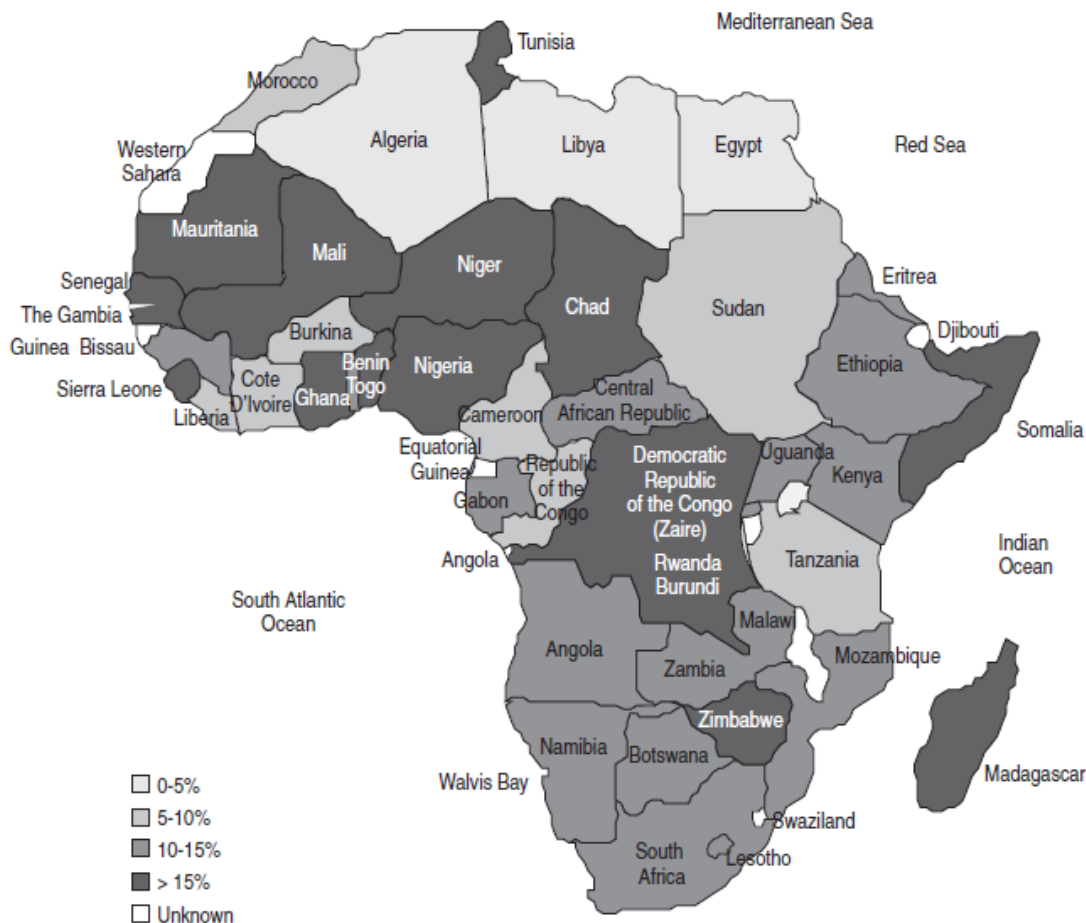 Mediterranean Sea
Tunisia
Morocco
Algeria
Libya
Egypt
Red Sea
Western
Sahara
Mauritania
Mali
Niger
Chad
Sudan
Eritrea
Senegal
The Gambia
Guinea Bissau
Burkina
Djibouti
Sierra Leone
Cote
D'Ivoire
Ghana
Benin
Togo
Nigeria
Ethiopia
Liberia
Cameroon
Central
African Republic
Somalia
Equatorial
Guinea
Republic
of the
Congo
Gabon
Democratic
Republic
of the Congo
(Zaire)
Uganda
Kenya
Rwanda
Burundi
Tanzania
Indian
Ocean
Angola
South Atlantic
Ocean
Malawi
Angola
Zambia
Mozambique
Zimbabwe
Namibia
Botswana
Walvis Bay
Madagascar
Swaziland
South
Africa
Lesotho
0-5%
5-10%
10-15%
> 15%
Unknown